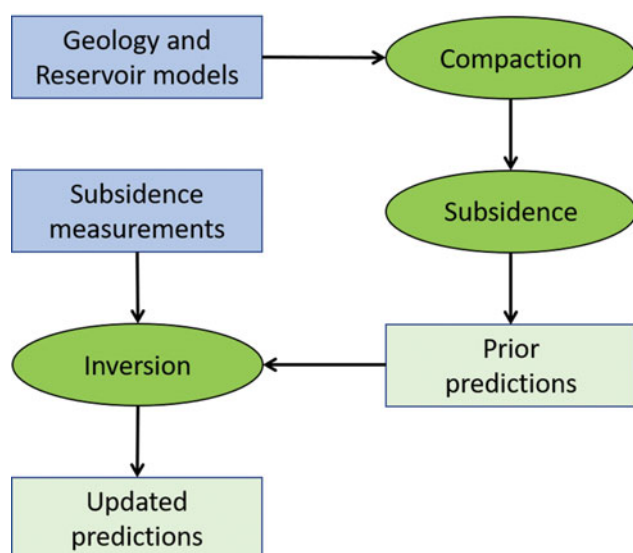 Geology and
Reservoir models
Compaction
Subsidence
measurements
Subsidence
Inversion
Prior
predictions
Updated
predictions